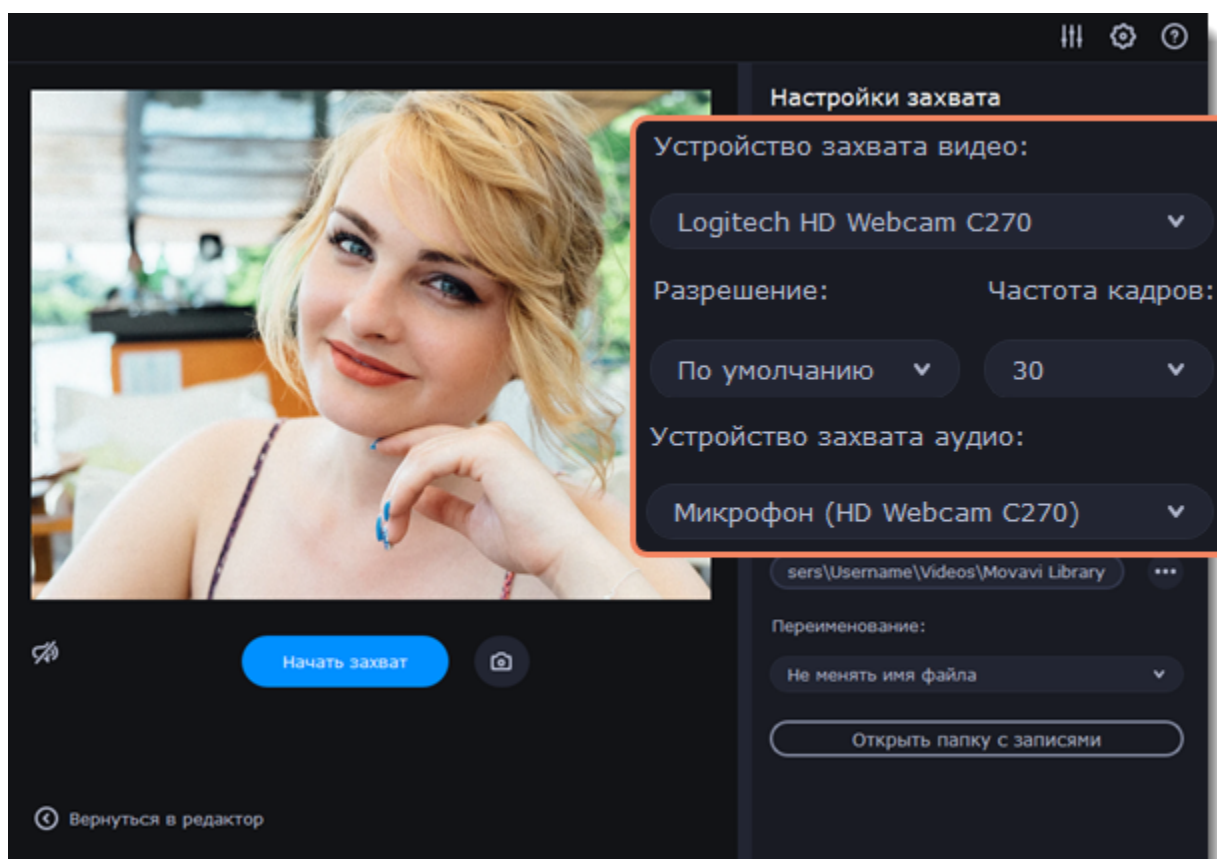 Настройки захвата
Устройство захвата видео:
Logitech HD Webcam C270
Разрешение: Частота кадров:
По умолчанию 30
Устройство захвата аудио:
Микрофон (HD Webcam C270)
sers\Username\Videos\Movavi Library
Переименование:
Начать захват
Не менять имя файла
Открыть папку с записями
Вернуться в редактор